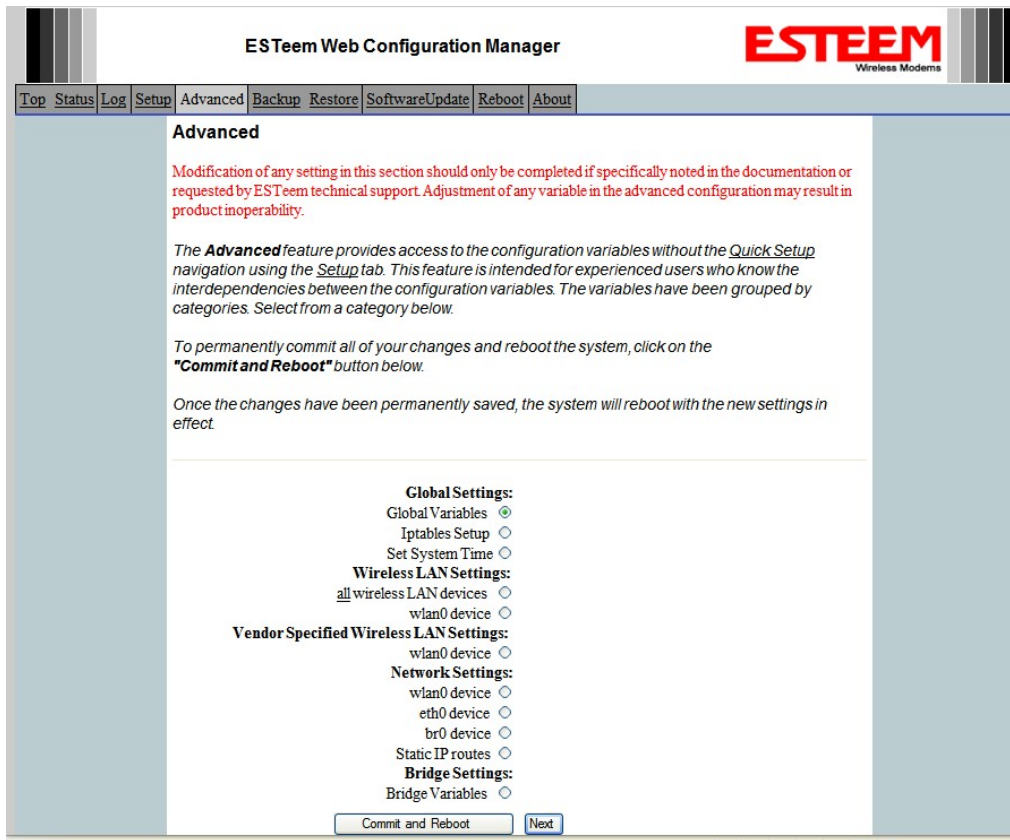 ESTeem Web Configuration Manager
ESTEEM
Wireless Modems
Top Status Log Setup Advanced Backup Restore SoftwareUpdate Reboot About
Advanced
Modification of any setting in this section should only be completed if specifically noted in the documentation or
requested by ESTeem technical support. Adjustment of any variable in the advanced configuration may result in
product inoperability.
The Advanced feature provides access to the configuration variables without the Quick Setup
navigation using the Setup tab. This feature is intended for experienced users who know the
interdependencies between the configuration variables. The variables have been grouped by
categories. Select from a category below.
To permanently commit all of your changes and reboot the system, click on the
"Commit and Reboot" button below.
Once the changes have been permanently saved, the system will reboot with the new settings in
effect.
Global Settings:
Global Variables
Iptables Setup
Set System Time
Wireless LAN Settings:
all wireless LAN devices
wlan0 device
Vendor Specified Wireless LAN Settings:
wlan0 device
Network Settings:
wlan0 device
eth0 device
br0 device
Static IP routes
Bridge Settings:
Bridge Variables
Commit and Reboot Next